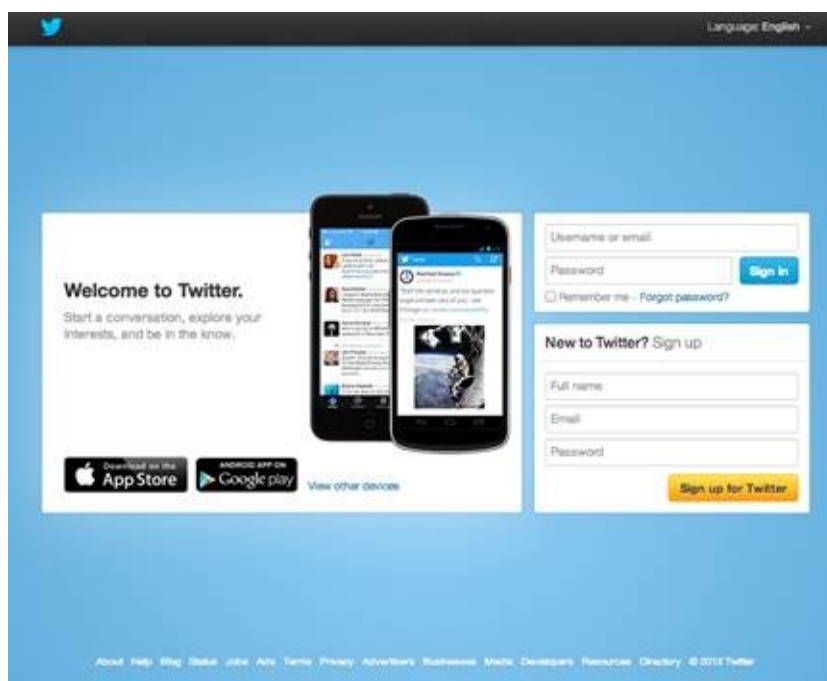 Language: English
Username or email
Password
Sign in
Remember me - Forgot password?
Welcome to Twitter.
Start a conversation, explore your
interests, and be in the know.
New to Twitter? Sign up
Full name
Email
Password
Sign up for Twitter
Download on the
App Store
ANDROID APP ON
Google play
View other devices
About Help Blog Status Jobs Ads Terms Privacy Advertisers Businesses Media Developers Resources Directory © 2013 Twitter